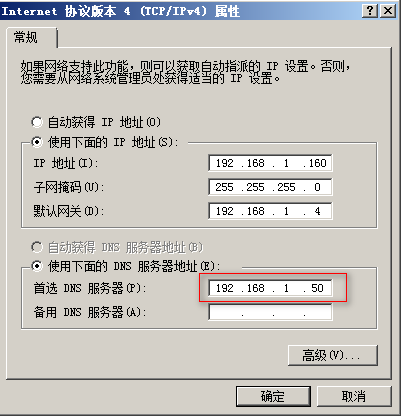 Internet 协议版本 4 (TCP/IPv4) 属性
常规
如果网络支持此功能，则可以获取自动指派的 IP 设置。否则，
您需要从网络系统管理员处获得适当的 IP 设置。
自动获得 IP 地址(O)
使用下面的 IP 地址(S):
IP 地址(I): 192 .168 . 1 .160
子网掩码(U): 255 .255 .255 . 0
默认网关(D): 192 .168 . 1 . 4
自动获得 DNS 服务器地址(B)
使用下面的 DNS 服务器地址(E):
首选 DNS 服务器(P): 192 .168 . 1 . 50
备用 DNS 服务器(A): . . .
高级(V)...
确定 取消